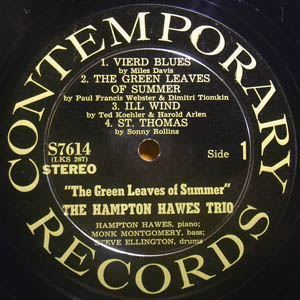 CONTEMPORARY
1. VIERD BLUES
by Miles Davis
2. THE GREEN LEAVES
OF SUMMER
by Paul Francis Webster & Dimitri Tiomkin
3. ILL WIND
by Ted Koehler & Harold Arlen
4. ST. THOMAS
by Sonny Rollins
S7614
(LKS 267)
STEREO
Side 1
"The Green Leaves of Summer"
THE HAMPTON HAWES TRIO
HAMPTON HAWES, piano;
MONK MONTGOMERY, bass;
STEVE ELLINGTON, drums
RECORDS